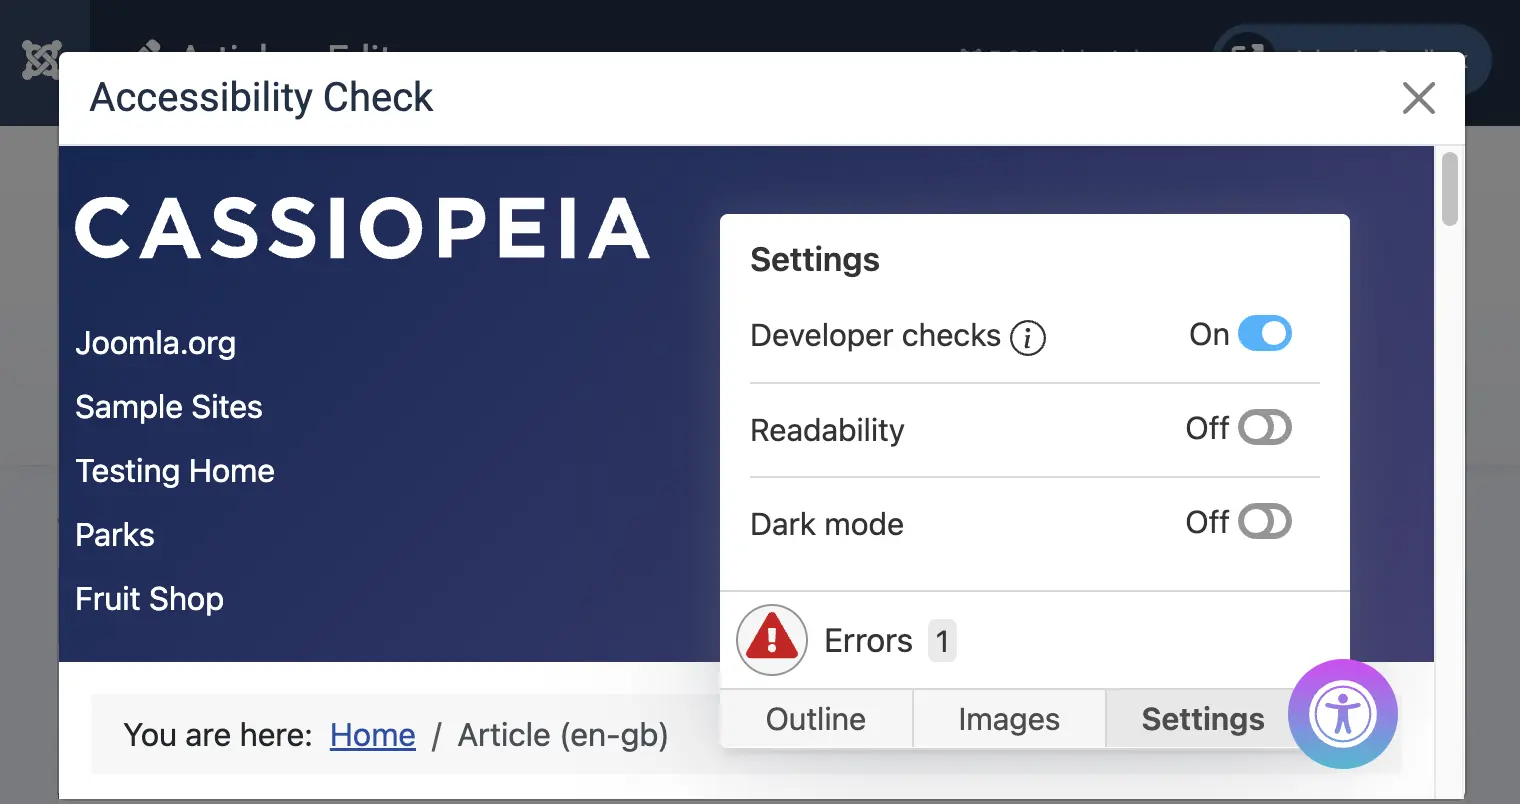 Accessibility Check
CASSIOPEIA
Joomla.org
Sample Sites
Testing Home
Parks
Fruit Shop
Settings
Developer checks On
Readability Off
Dark mode Off
Errors 1
Outline Images Settings
You are here: Home / Article (en-gb)